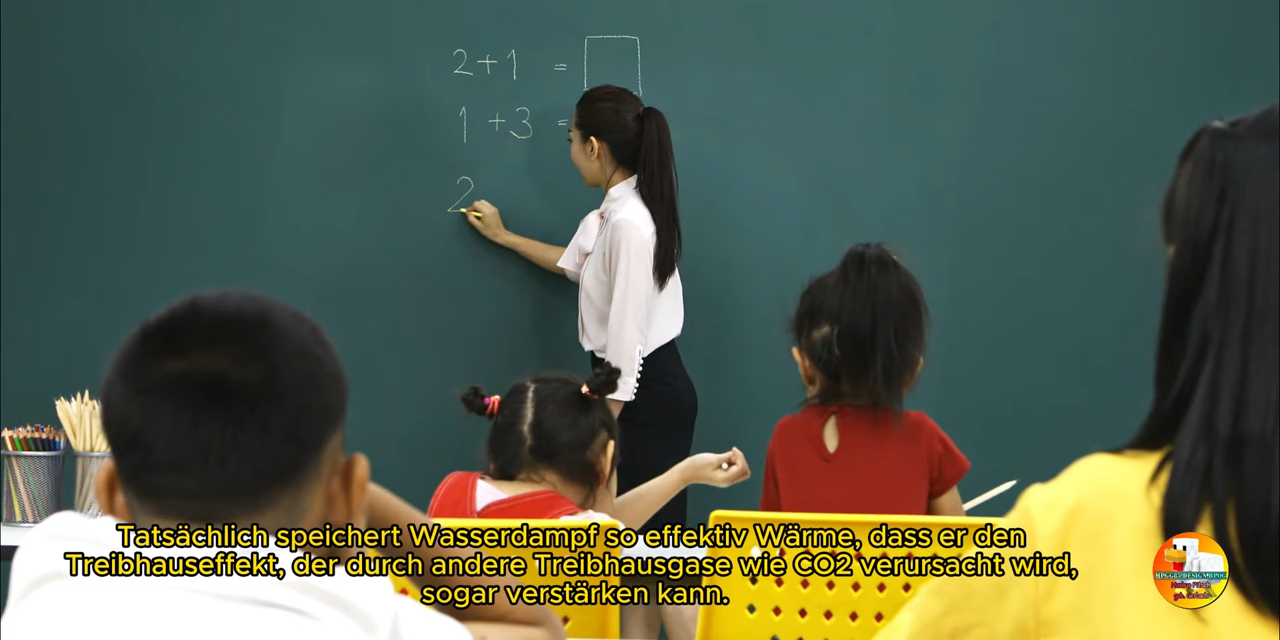 2+1 =
1+3 =
2
Tatsächlich speichert Wasserdampf so effektiv Wärme, dass er den
Treibhauseffekt, der durch andere Treibhausgase wie CO2 verursacht wird,
sogar verstärken kann.